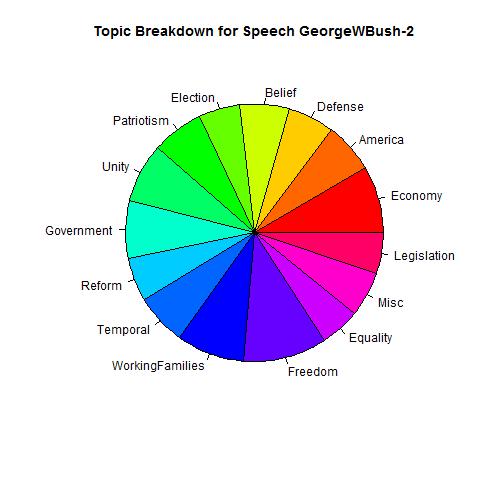 Topic Breakdown for Speech GeorgeWBush-2
Belief
Election
Defense
Patriotism
America
Unity
Economy
Government
Legislation
Reform
Misc
Temporal
Equality
WorkingFamilies
Freedom